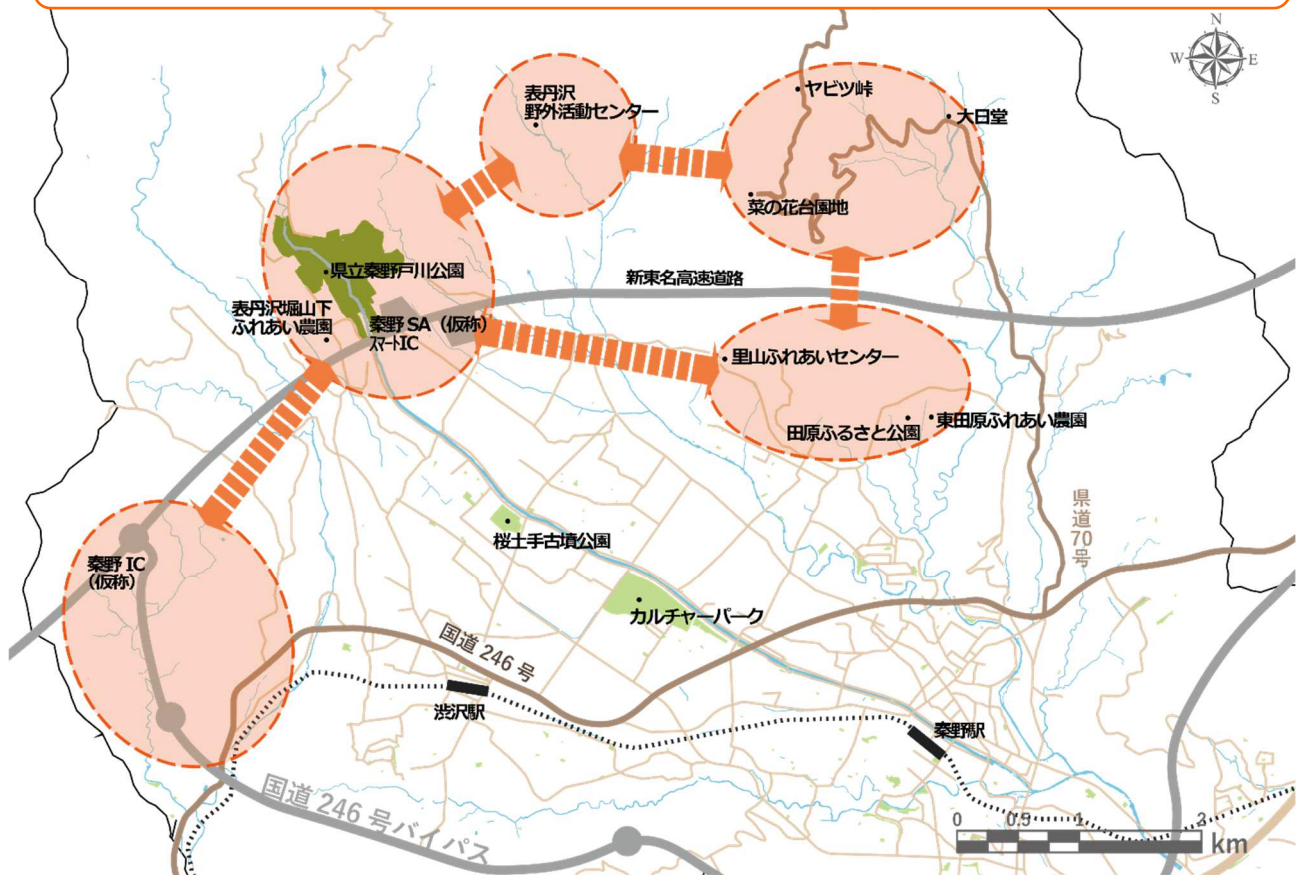 N
W E
S
表丹沢
野外活動センター
ヤビツ峠
大日堂
菜の花台園地
県立秦野戸川公園
新東名高速道路
表丹沢堀山下
ふれあい農園
秦野 SA（仮称）
スマートIC
里山ふれあいセンター
田原ふるさと公園
東田原ふれあい農園
県道70号
桜土手古墳公園
秦野 IC
（仮称）
カルチャーパーク
国道 246 号
渋沢駅
秦野駅
国道 246 号バイパス
0 0.5 1 2
km